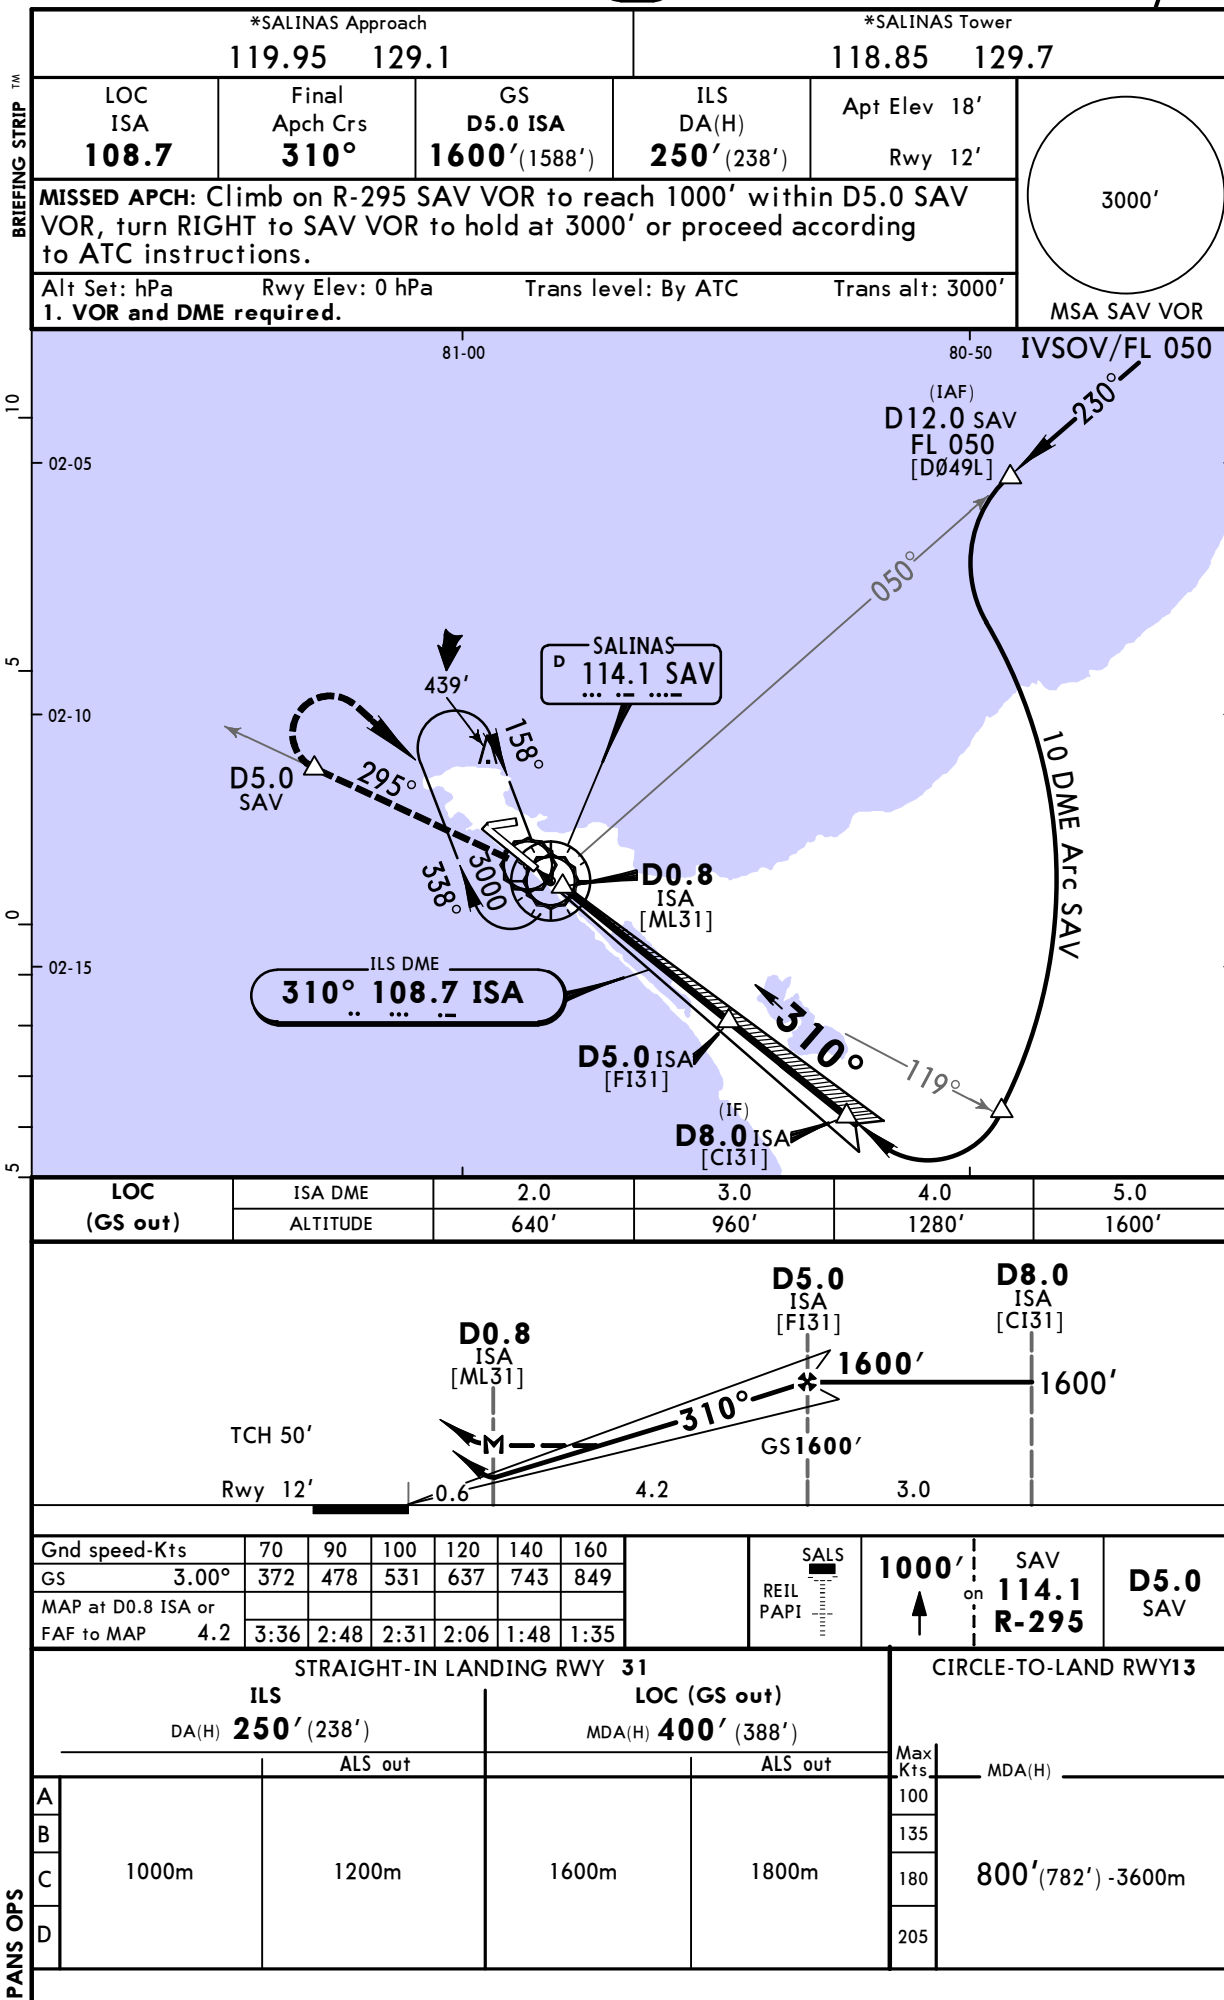 *SALINAS Approach
119.95 129.1
*SALINAS Tower
118.85 129.7
BRIEFING STRIP TM
LOC
ISA
108.7
Final
Apch Crs
310°
GS
D5.0 ISA
1600'(1588')
ILS
DA(H)
250'(238')
Apt Elev 18'
Rwy 12'
3000'
MSA SAV VOR
MISSED APCH: Climb on R-295 SAV VOR to reach 1000' within D5.0 SAV
VOR, turn RIGHT to SAV VOR to hold at 3000' or proceed according
to ATC instructions.
Alt Set: hPa Rwy Elev: 0 hPa Trans level: By ATC Trans alt: 3000'
1. VOR and DME required.
81-00
80-50
IVSOV/FL 050
230°
(IAF)
D12.0 SAV
FL 050
[DØ49L]
10
02-05
050°
5
02-10
SALINAS
D 114.1 SAV
439'
158°
D5.0
SAV
295°
10 DME Arc SAV
3000
338°
D0.8
ISA
[ML31]
0
02-15
ILS DME
310° 108.7 ISA
310°
D5.0 ISA
[FI31]
119°
(IF)
D8.0 ISA
[CI31]
5
LOC
(GS out)
ISA DME 2.0 3.0 4.0 5.0
ALTITUDE 640' 960' 1280' 1600'
D5.0
ISA
[FI31]
D8.0
ISA
[CI31]
D0.8
ISA
[ML31]
1600'
1600'
310°
TCH 50'
M
GS 1600'
Rwy 12'
0.6
4.2
3.0
Gnd speed-Kts 70 90 100 120 140 160
GS 3.00° 372 478 531 637 743 849
MAP at D0.8 ISA or
FAF to MAP 4.2 3:36 2:48 2:31 2:06 1:48 1:35
SALS
REIL
PAPI
1000'
on
SAV
114.1
R-295
D5.0
SAV
STRAIGHT-IN LANDING RWY 31
CIRCLE-TO-LAND RWY13
ILS
DA(H) 250'(238')
LOC (GS out)
MDA(H) 400'(388')
ALS out
ALS out
Max
Kts
MDA(H)
A
B
C
D
1000m
1200m
1600m
1800m
100
135
180
205
800'(782') -3600m
PANS OPS